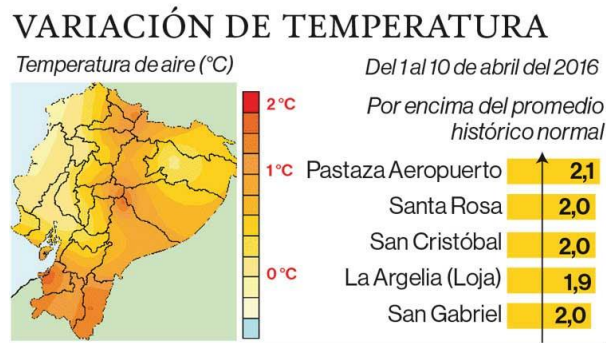 VARIACIÓN DE TEMPERATURA
Temperatura de aire (°C)
Del 1 al 10 de abril del 2016
2 °C
1 °C
0 °C
Por encima del promedio
histórico normal
Pastaza Aeropuerto 2,1
Santa Rosa 2,0
San Cristóbal 2,0
La Argelia (Loja) 1,9
San Gabriel 2,0